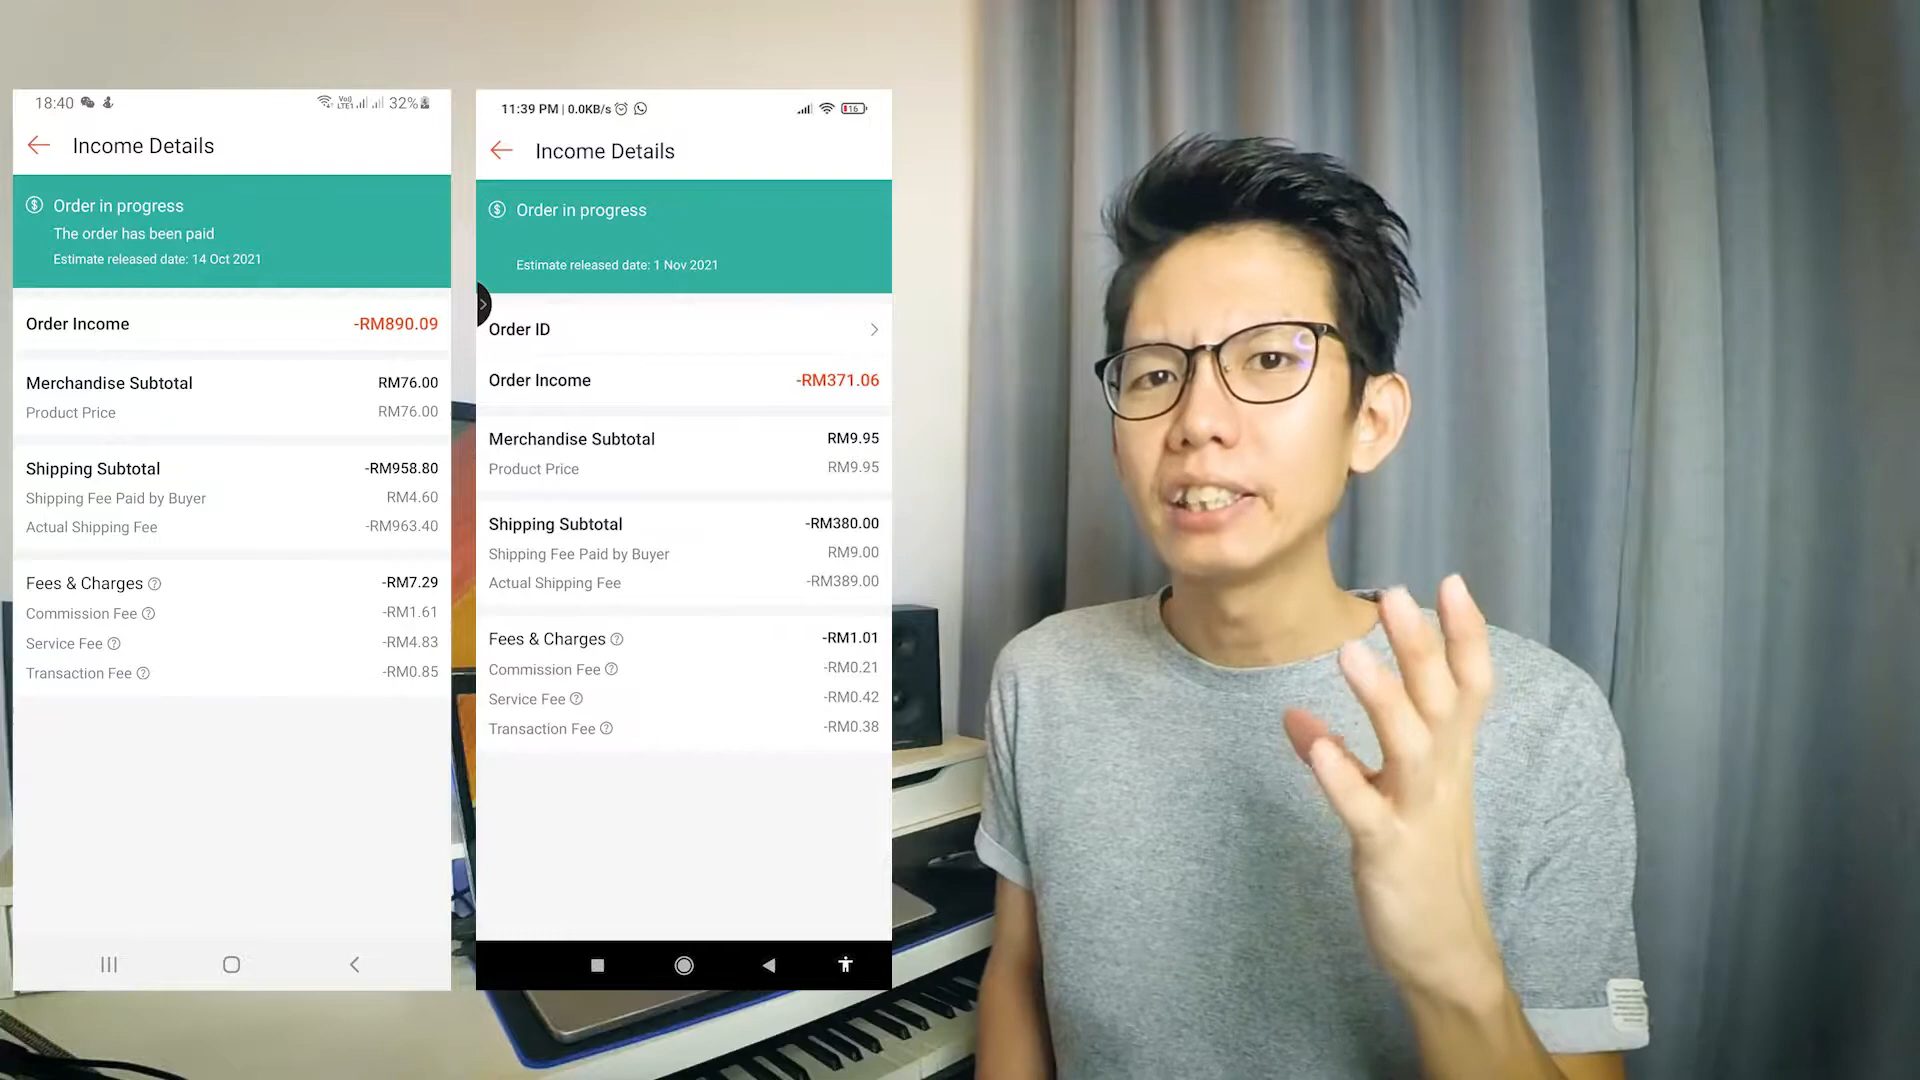 18:40
32%
Income Details
Order in progress
The order has been paid
Estimate released date: 14 Oct 2021
Order Income -RM890.09
Merchandise Subtotal RM76.00
Product Price RM76.00
Shipping Subtotal -RM958.80
Shipping Fee Paid by Buyer RM4.60
Actual Shipping Fee -RM963.40
Fees & Charges -RM7.29
Commission Fee -RM1.61
Service Fee -RM4.83
Transaction Fee -RM0.85
11:39 PM | 0.0KB/s
16
Income Details
Order in progress
Estimate released date: 1 Nov 2021
Order ID
Order Income -RM371.06
Merchandise Subtotal RM9.95
Product Price RM9.95
Shipping Subtotal -RM380.00
Shipping Fee Paid by Buyer RM9.00
Actual Shipping Fee -RM389.00
Fees & Charges -RM1.01
Commission Fee -RM0.21
Service Fee -RM0.42
Transaction Fee -RM0.38